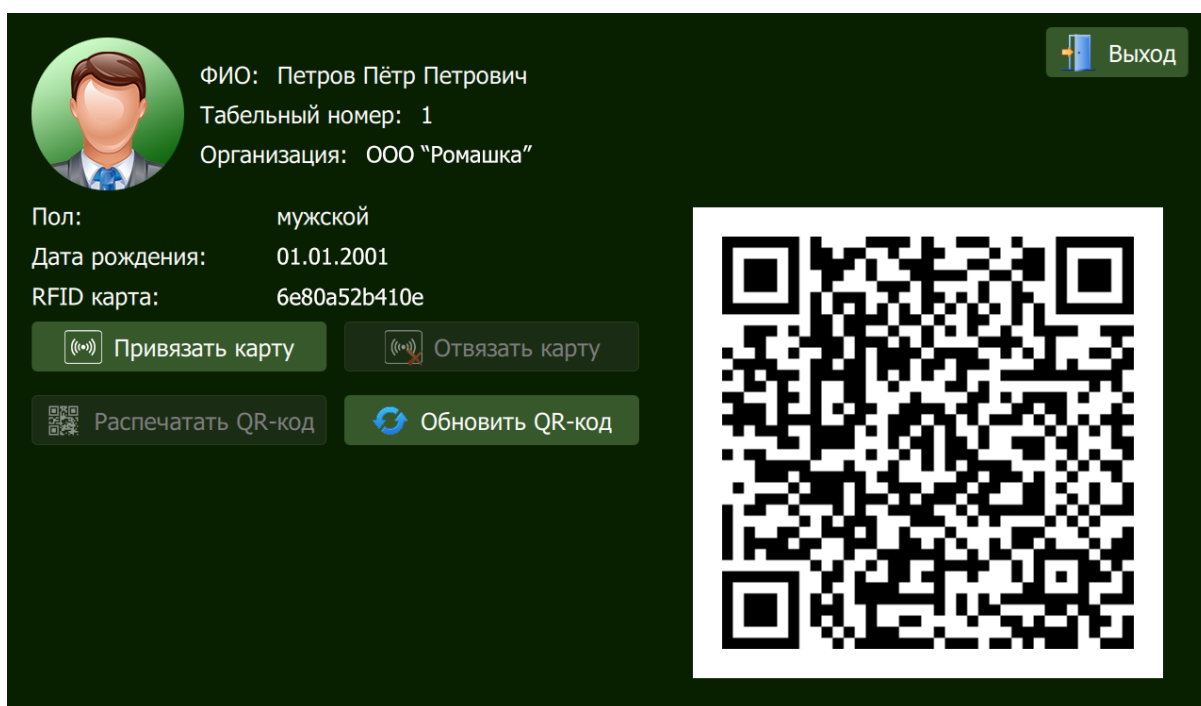 Выход
ФИО: Петров Пётр Петрович
Табельный номер: 1
Организация: ООО “Ромашка”
Пол: мужской
Дата рождения: 01.01.2001
RFID карта: 6e80a52b410e
Привязать карту
Отвязать карту
Распечатать QR-код
Обновить QR-код